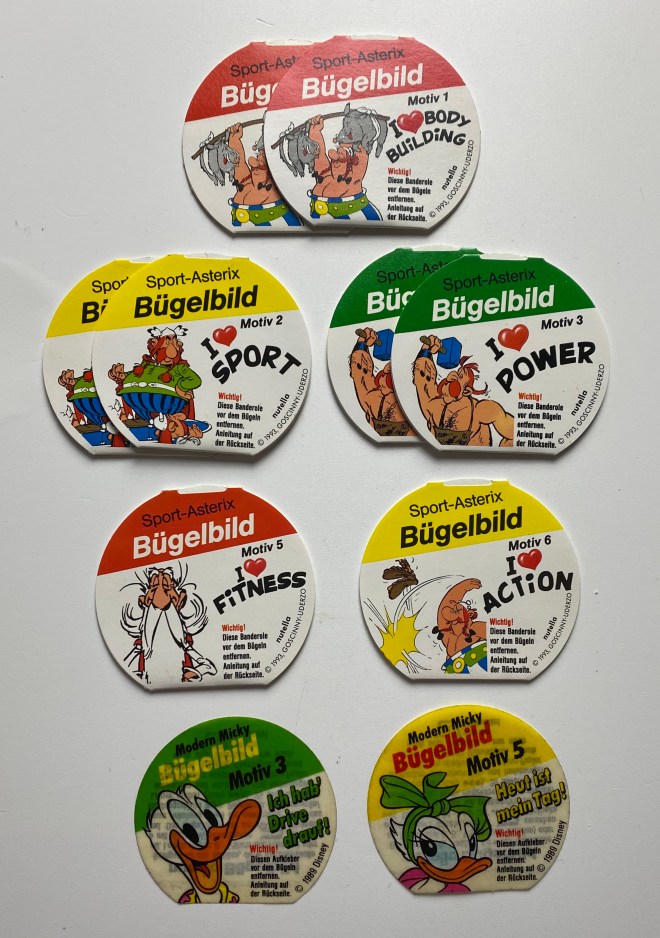 Sport-Ast
Büg
Sport-Asterix
Bügelbild
Motiv 1
I BODY
BUiLDiNG
Wichtig!
Diese Banderole
vor dem Bügeln
entfernen.
Anleitung auf
der Rückseite.
nutella
© 1993, GOSCINNY-UDERZO
Sport-
Bü
Sport-Asterix
Bügelbild
Motiv 2
I
SPORT
Wichtig!
Diese Banderole
vor dem Bügeln
entfernen.
Anleitung auf
der Rückseite.
nutella
© 1993, GOSCINNY-UDERZO
Sport-Ast
Büg
Sport-Asterix
Bügelbild
Motiv 3
I
POWER
Wichtig!
Diese Banderole
vor dem Bügeln
entfernen.
Anleitung auf
der Rückseite.
nutella
© 1993, GOSCINNY-UDERZO
Sport-Asterix
Bügelbild
Motiv 5
I
FiTNESS
Wichtig!
Diese Banderole
vor dem Bügeln
entfernen.
Anleitung auf
der Rückseite.
nutella
© 1993, GOSCINNY-UDERZO
Sport-Asterix
Bügelbild
Motiv 6
I
ACTiON
Wichtig!
Diese Banderole
vor dem Bügeln
entfernen.
Anleitung auf
der Rückseite.
nutella
© 1993, GOSCINNY-UDERZO
Modern Micky
Bügelbild
Motiv 3
Ich hab'
Drive
drauf!
Wichtig!
Diesen Aufkleber
vor dem Bügeln
entfernen.
Anleitung auf
der Rückseite.
© 1989 Disney
Modern Micky
Bügelbild
Motiv 5
Heut ist
mein Tag!
Wichtig!
Diesen Aufkleber
vor dem Bügeln
entfernen.
Anleitung auf
der Rückseite.
© 1989 Disney